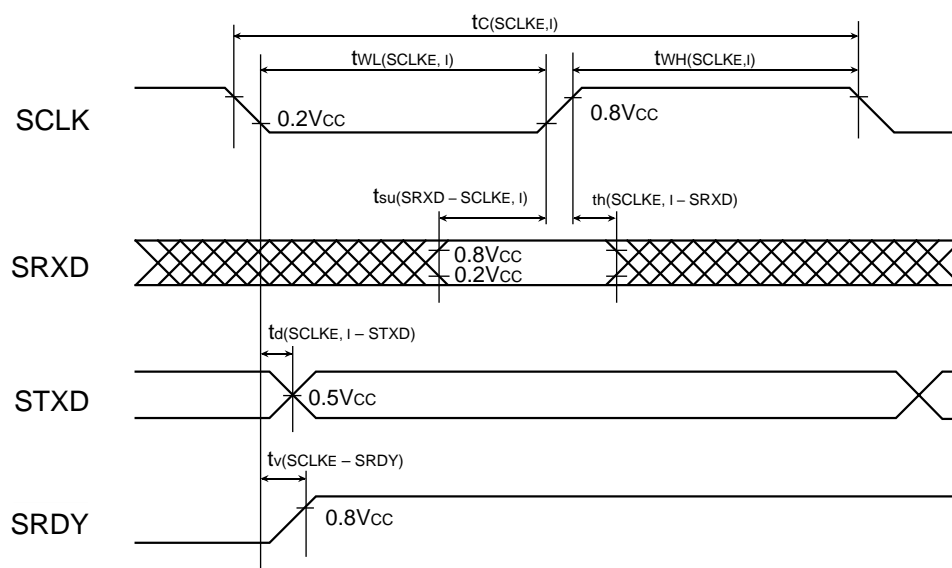 tC(SCLKE,I)
tWL(SCLKE, I)
tWH(SCLKE,I)
SCLK
0.2VCC
0.8VCC
tsu(SRXD – SCLKE, I)
th(SCLKE, I – SRXD)
SRXD
0.8VCC
0.2VCC
td(SCLKE, I – STXD)
STXD
0.5VCC
tv(SCLKE – SRDY)
SRDY
0.8VCC